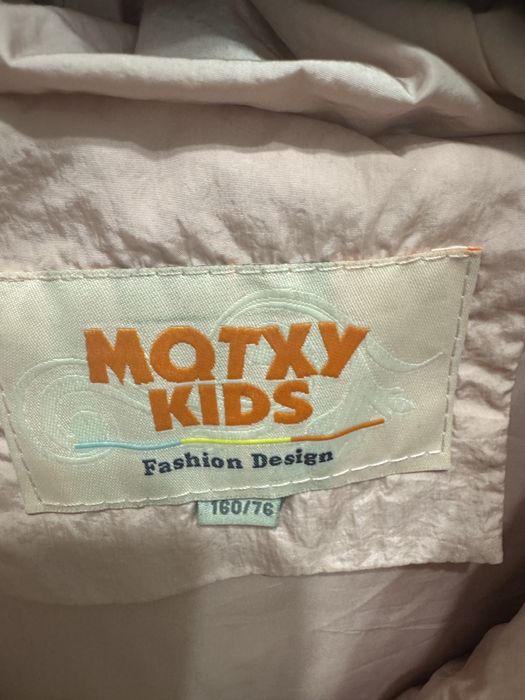 MQTXY
KIDS
Fashion Design
160/76